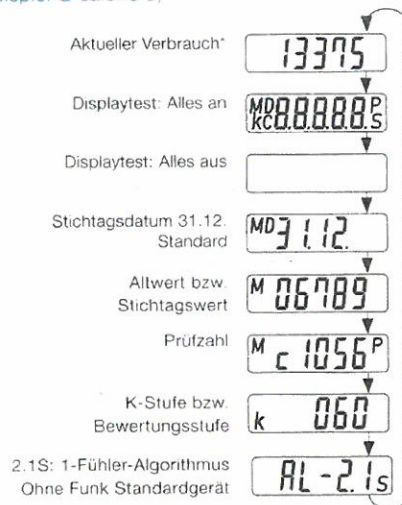 Aktueller Verbrauch*
13375
Displaytest: Alles an
MD 8.8.8.8.8. P
kC S
Displaytest: Alles aus
Stichtagsdatum 31.12.
Standard
MD 31.12.
Altwert bzw.
Stichtagswert
M 06789
Prüfzahl
M c 1056 P
K-Stufe bzw.
Bewertungsstufe
k 060
2.1S: 1-Fühler-Algorithmus
Ohne Funk Standardgerät
AL-2.1s